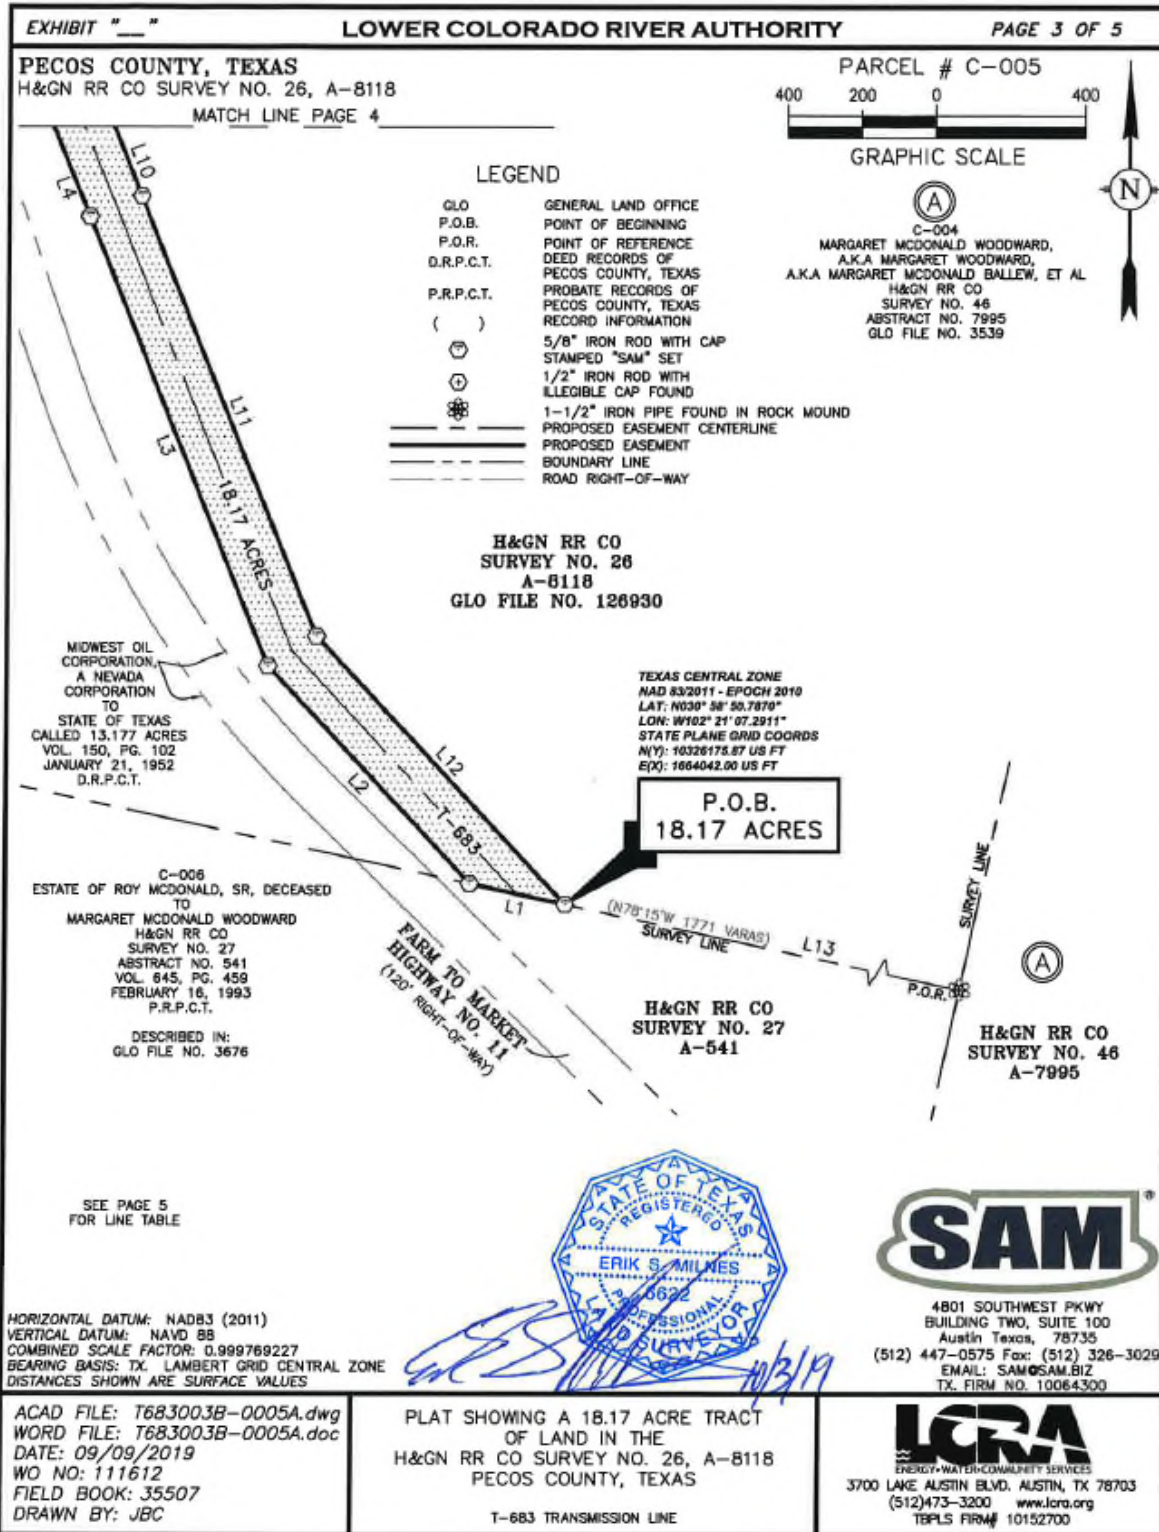 EXHIBIT "__"
LOWER COLORADO RIVER AUTHORITY
PAGE 3 OF 5
PECOS COUNTY, TEXAS
H&GN RR CO SURVEY NO. 26, A-8118
MATCH LINE PAGE 4
PARCEL # C-005
400 200 0 400
GRAPHIC SCALE
N
A
C-004
MARGARET MCDONALD WOODWARD,
A.K.A MARGARET WOODWARD,
A.K.A MARGARET MCDONALD BALLEW, ET AL
H&GN RR CO
SURVEY NO. 46
ABSTRACT NO. 7995
GLO FILE NO. 3539
LEGEND
GLO GENERAL LAND OFFICE
P.O.B. POINT OF BEGINNING
P.O.R. POINT OF REFERENCE
D.R.P.C.T. DEED RECORDS OF
PECOS COUNTY, TEXAS
P.R.P.C.T. PROBATE RECORDS OF
PECOS COUNTY, TEXAS
( ) RECORD INFORMATION
5/8" IRON ROD WITH CAP
STAMPED "SAM" SET
1/2" IRON ROD WITH
ILLEGIBLE CAP FOUND
1-1/2" IRON PIPE FOUND IN ROCK MOUND
PROPOSED EASEMENT CENTERLINE
PROPOSED EASEMENT
BOUNDARY LINE
ROAD RIGHT-OF-WAY
L10
L4
L11
L3
18.17 ACRES
H&GN RR CO
SURVEY NO. 26
A-8118
GLO FILE NO. 126930
MIDWEST OIL
CORPORATION,
A NEVADA
CORPORATION
TO
STATE OF TEXAS
CALLED 13.177 ACRES
VOL. 150, PG. 102
JANUARY 21, 1952
D.R.P.C.T.
TEXAS CENTRAL ZONE
NAD 83/2011 - EPOCH 2010
LAT: N030° 58' 50.7870"
LON: W102° 21' 07.2911"
STATE PLANE GRID COORDS
N(Y): 10326175.87 US FT
E(X): 1664042.00 US FT
P.O.B.
18.17 ACRES
L12
L2
T-683
L1
(N78°15'W 1771 VARAS)
SURVEY LINE
L13
SURVEY LINE
P.O.R.
A
C-006
ESTATE OF ROY MCDONALD, SR, DECEASED
TO
MARGARET MCDONALD WOODWARD
H&GN RR CO
SURVEY NO. 27
ABSTRACT NO. 541
VOL. 645, PG. 459
FEBRUARY 16, 1993
P.R.P.C.T.
DESCRIBED IN:
GLO FILE NO. 3676
FARM TO MARKET
HIGHWAY NO. 11
(120' RIGHT-OF-WAY)
H&GN RR CO
SURVEY NO. 27
A-541
H&GN RR CO
SURVEY NO. 46
A-7995
SEE PAGE 5
FOR LINE TABLE
STATE OF TEXAS
REGISTERED
ERIK S. MILNES
6622
PROFESSIONAL
LAND SURVEYOR
10/3/19
SAM®
4801 SOUTHWEST PKWY
BUILDING TWO, SUITE 100
Austin Texas, 78735
(512) 447-0575 Fax: (512) 326-3029
EMAIL: SAM@SAM.BIZ
TX. FIRM NO. 10064300
HORIZONTAL DATUM: NAD83 (2011)
VERTICAL DATUM: NAVD 88
COMBINED SCALE FACTOR: 0.999769227
BEARING BASIS: TX. LAMBERT GRID CENTRAL ZONE
DISTANCES SHOWN ARE SURFACE VALUES
ACAD FILE: T683003B-0005A.dwg
WORD FILE: T683003B-0005A.doc
DATE: 09/09/2019
WO NO: 111612
FIELD BOOK: 35507
DRAWN BY: JBC
PLAT SHOWING A 18.17 ACRE TRACT
OF LAND IN THE
H&GN RR CO SURVEY NO. 26, A-8118
PECOS COUNTY, TEXAS
T-683 TRANSMISSION LINE
LCRA
ENERGY•WATER•COMMUNITY SERVICES
3700 LAKE AUSTIN BLVD. AUSTIN, TX 78703
(512)473-3200 www.lcra.org
TBPLS FIRM# 10152700